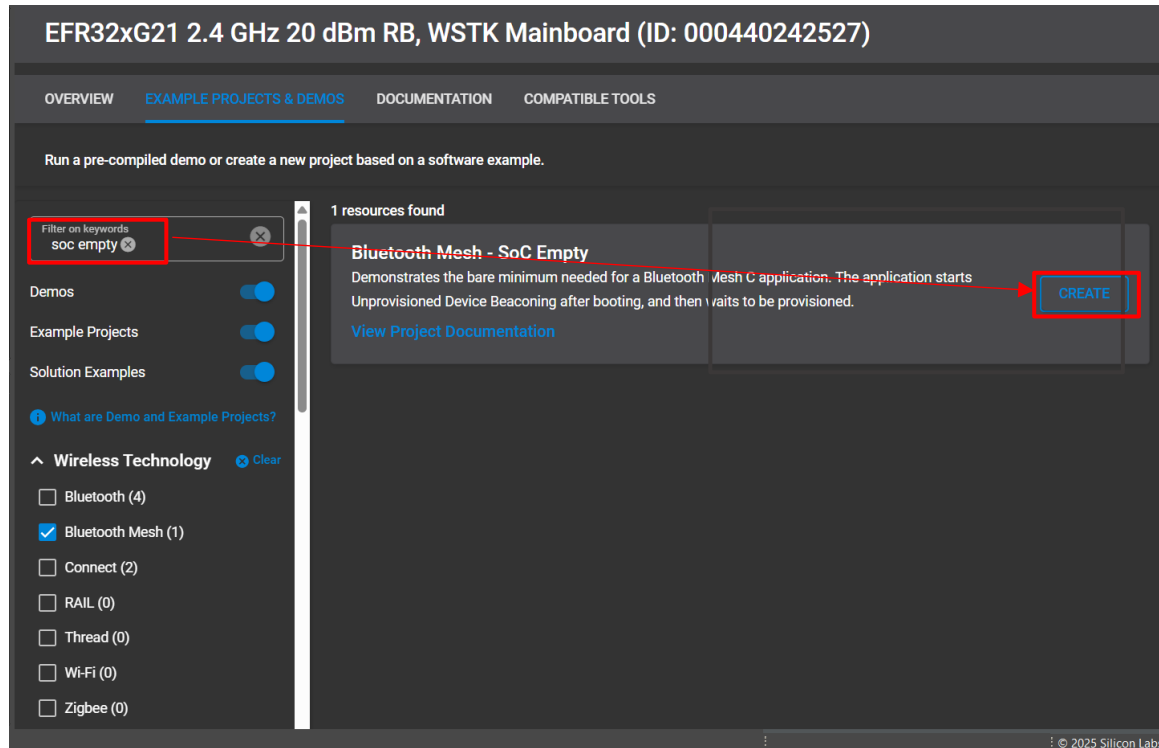 EFR32xG21 2.4 GHz 20 dBm RB, WSTK Mainboard (ID: 000440242527)
OVERVIEW EXAMPLE PROJECTS & DEMOS DOCUMENTATION COMPATIBLE TOOLS
Run a pre-compiled demo or create a new project based on a software example.
Filter on keywords
soc empty
Demos
Example Projects
Solution Examples
What are Demo and Example Projects?
Wireless Technology Clear
Bluetooth (4)
Bluetooth Mesh (1)
Connect (2)
RAIL (0)
Thread (0)
Wi-Fi (0)
Zigbee (0)
1 resources found
Bluetooth Mesh - SoC Empty
Demonstrates the bare minimum needed for a Bluetooth Mesh C application. The application starts
Unprovisioned Device Beaconing after booting, and then waits to be provisioned.
View Project Documentation
CREATE
© 2025 Silicon Labs